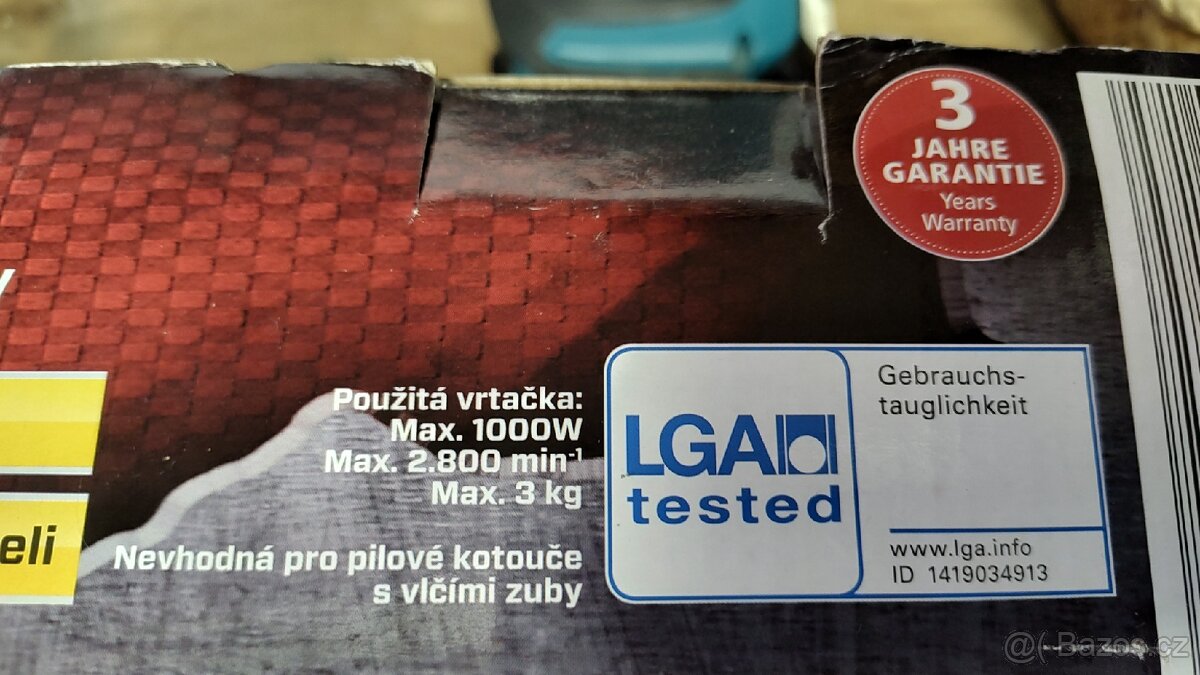 3
JAHRE
GARANTIE
Years
Warranty
Použitá vrtačka:
Max. 1000W
Max. 2.800 min-1
Max. 3 kg
Nevhodná pro pilové kotouče
s vlčími zuby
eli
LGA
tested
Gebrauchs-
tauglichkeit
www.lga.info
ID 1419034913
@( Bazos.cz